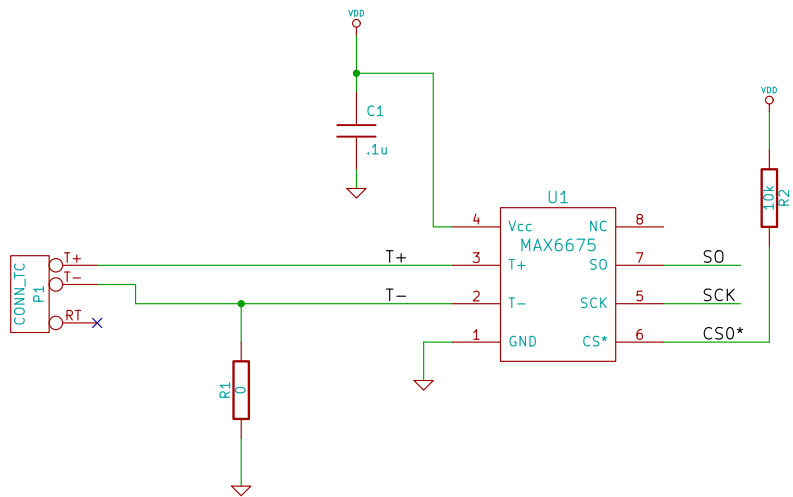 VDD
C1
.1u
VDD
10k
R2
U1
4
Vcc
NC
8
MAX6675
T+
T+
3
T+
SO
7
SO
CONN_TC
P1
T-
T-
2
T-
SCK
5
SCK
RT
1
GND
CS*
6
CS0*
R1
0